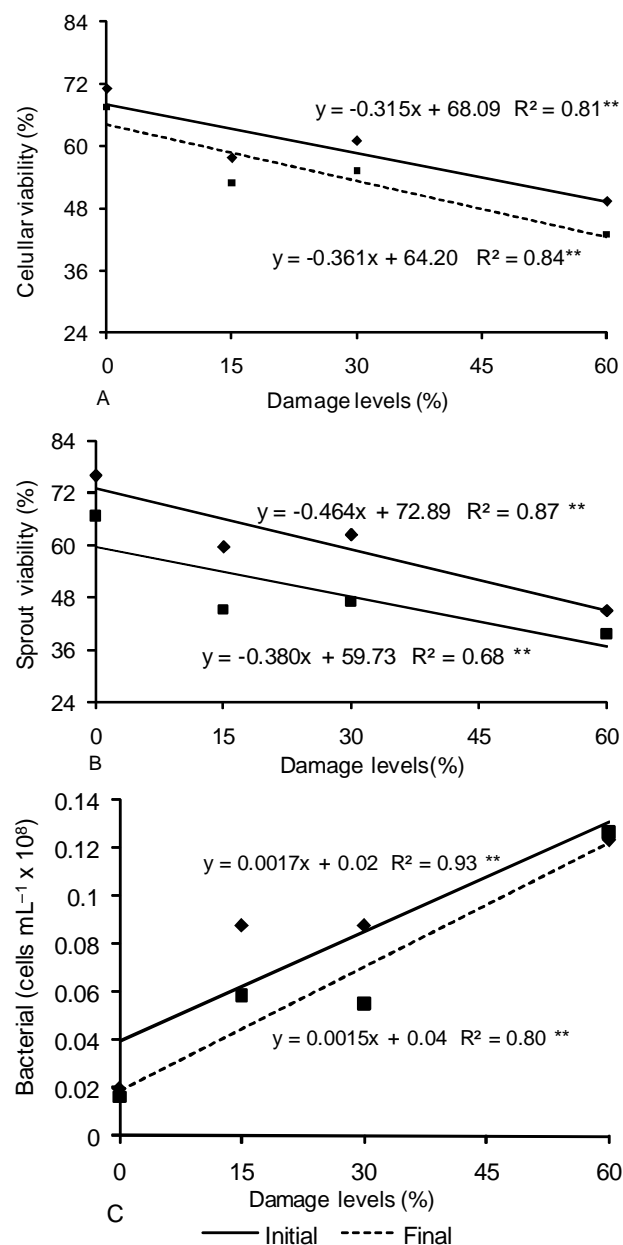 84
72
60
48
36
24
Celullar viability (%)
y = -0.315x + 68.09 R² = 0.81**
y = -0.361x + 64.20 R² = 0.84**
0 15 30 45 60
A
Damage levels (%)
84
72
60
48
36
24
Sprout viability (%)
y = -0.464x + 72.89 R² = 0.87 **
y = -0.380x + 59.73 R² = 0.68 **
0 15 30 45 60
B
Damage levels(%)
0.14
0.12
0.1
0.08
0.06
0.04
0.02
0
Bacterial (cells mL⁻¹ x 10⁸)
y = 0.0017x + 0.02 R² = 0.93 **
y = 0.0015x + 0.04 R² = 0.80 **
0 15 30 45 60
Damage levels (%)
C
Initial Final